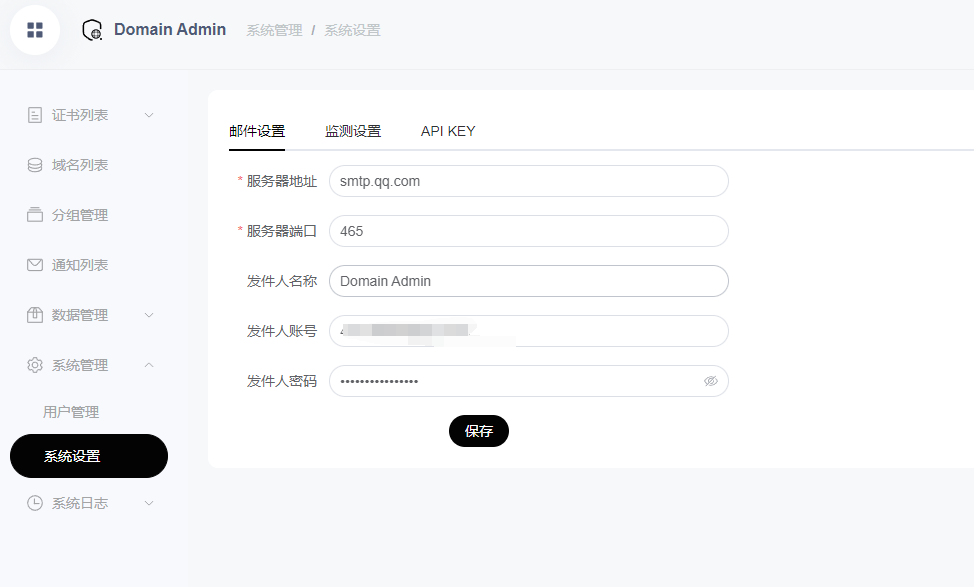 Domain Admin
系统管理 / 系统设置
证书列表
域名列表
分组管理
通知列表
数据管理
系统管理
用户管理
系统设置
系统日志
邮件设置 监测设置 API KEY
* 服务器地址 smtp.qq.com
* 服务器端口 465
发件人名称 Domain Admin
发件人账号
发件人密码 ••••••••••••••••
保存